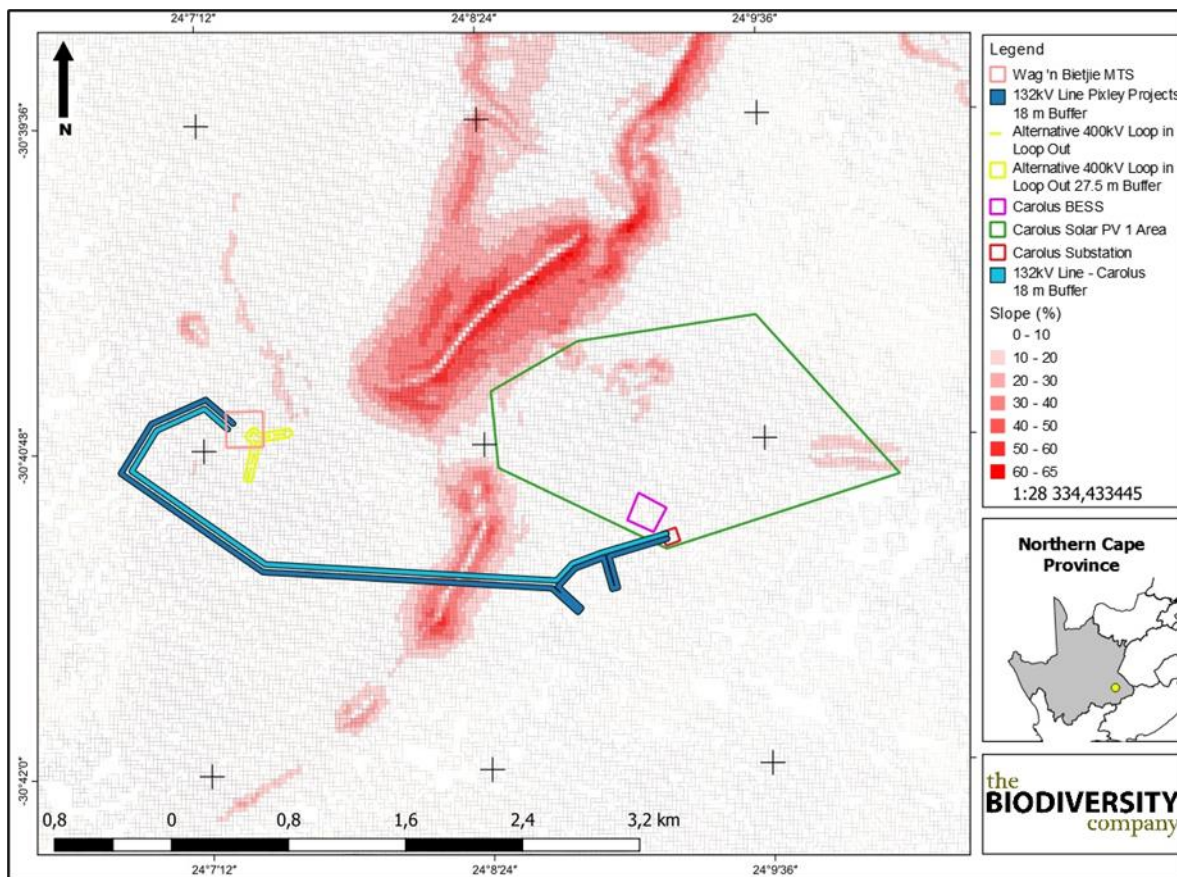 24°7'12"
24°8'24"
24°9'36"
-30°39'36"
-30°40'48"
-30°42'0"
N
0,8
0
0,8
1,6
2,4
3,2 km
24°7'12"
24°8'24"
24°9'36"
Legend
Wag 'n Bietjie MTS
132kV Line Pixley Projects
18 m Buffer
Alternative 400kV Loop in
Loop Out
Alternative 400kV Loop in
Loop Out 27.5 m Buffer
Carolus BESS
Carolus Solar PV 1 Area
Carolus Substation
132kV Line - Carolus
18 m Buffer
Slope (%)
0 - 10
10 - 20
20 - 30
30 - 40
40 - 50
50 - 60
60 - 65
1:28 334,433445
Northern Cape
Province
the
BIODIVERSITY
company